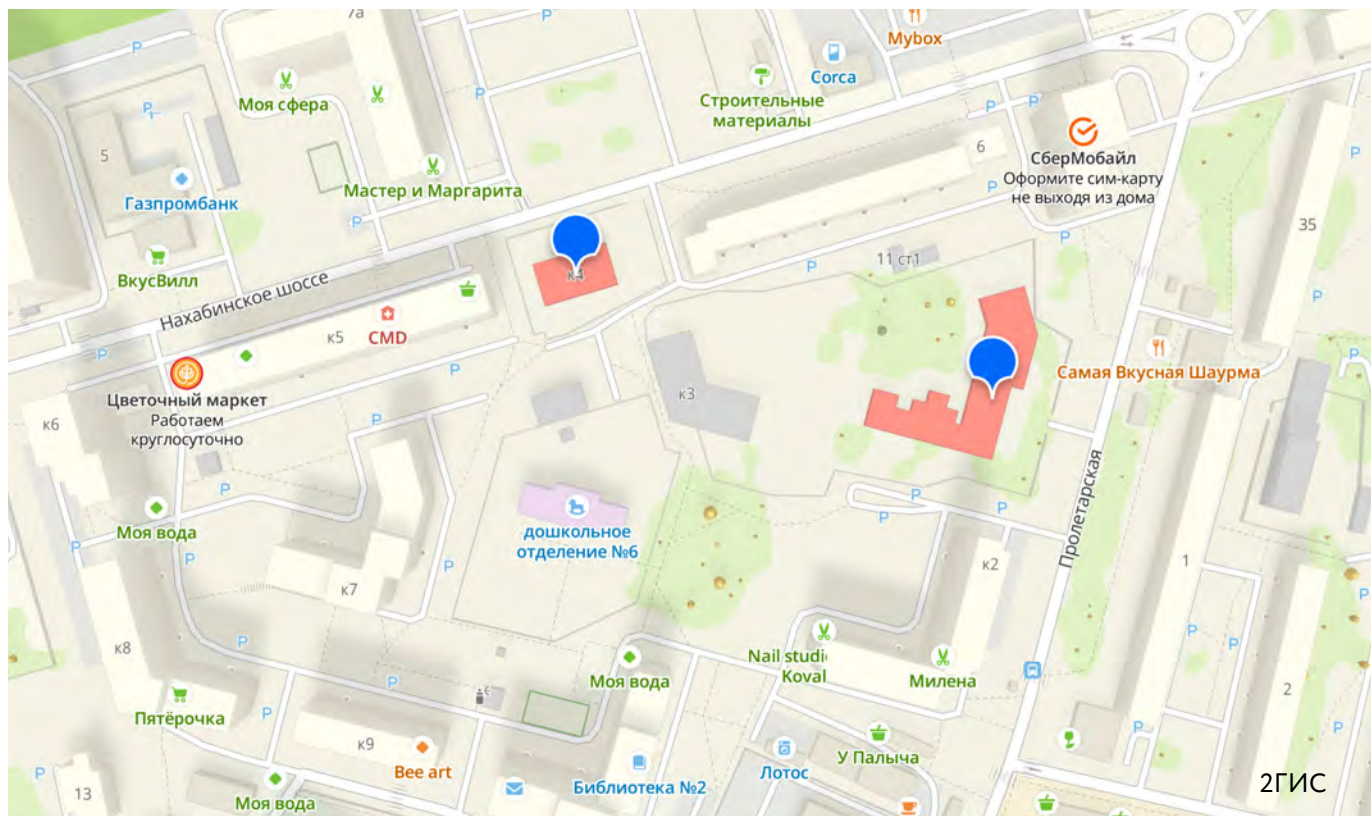 7а
P
Mybox
P
Corca
Моя сфера
P
Строительные
материалы
P
P
P
6
СберМобайл
Оформите сим-карту
не выходя из дома
5
Мастер и Маргарита
P
Газпромбанк
P
P
35
P
ВкусВилл
11 ст1
P
к4
P
Нахабинское шоссе
к5
CMD
P
P
Самая Вкусная Шаурма
Цветочный маркет
Работаем
круглосуточно
к6
к3
P
P
P
Пролетарская
P
P
P
Моя вода
дошкольное
отделение №6
P
к2
1
к7
P
P
к8
P
Nail studi
Koval
Милена
P
Моя вода
P
2
Пятёрочка
P
P
к9
Bee art
У Палыча
P
13
Моя вода
Библиотека №2
Лотос
2ГИС